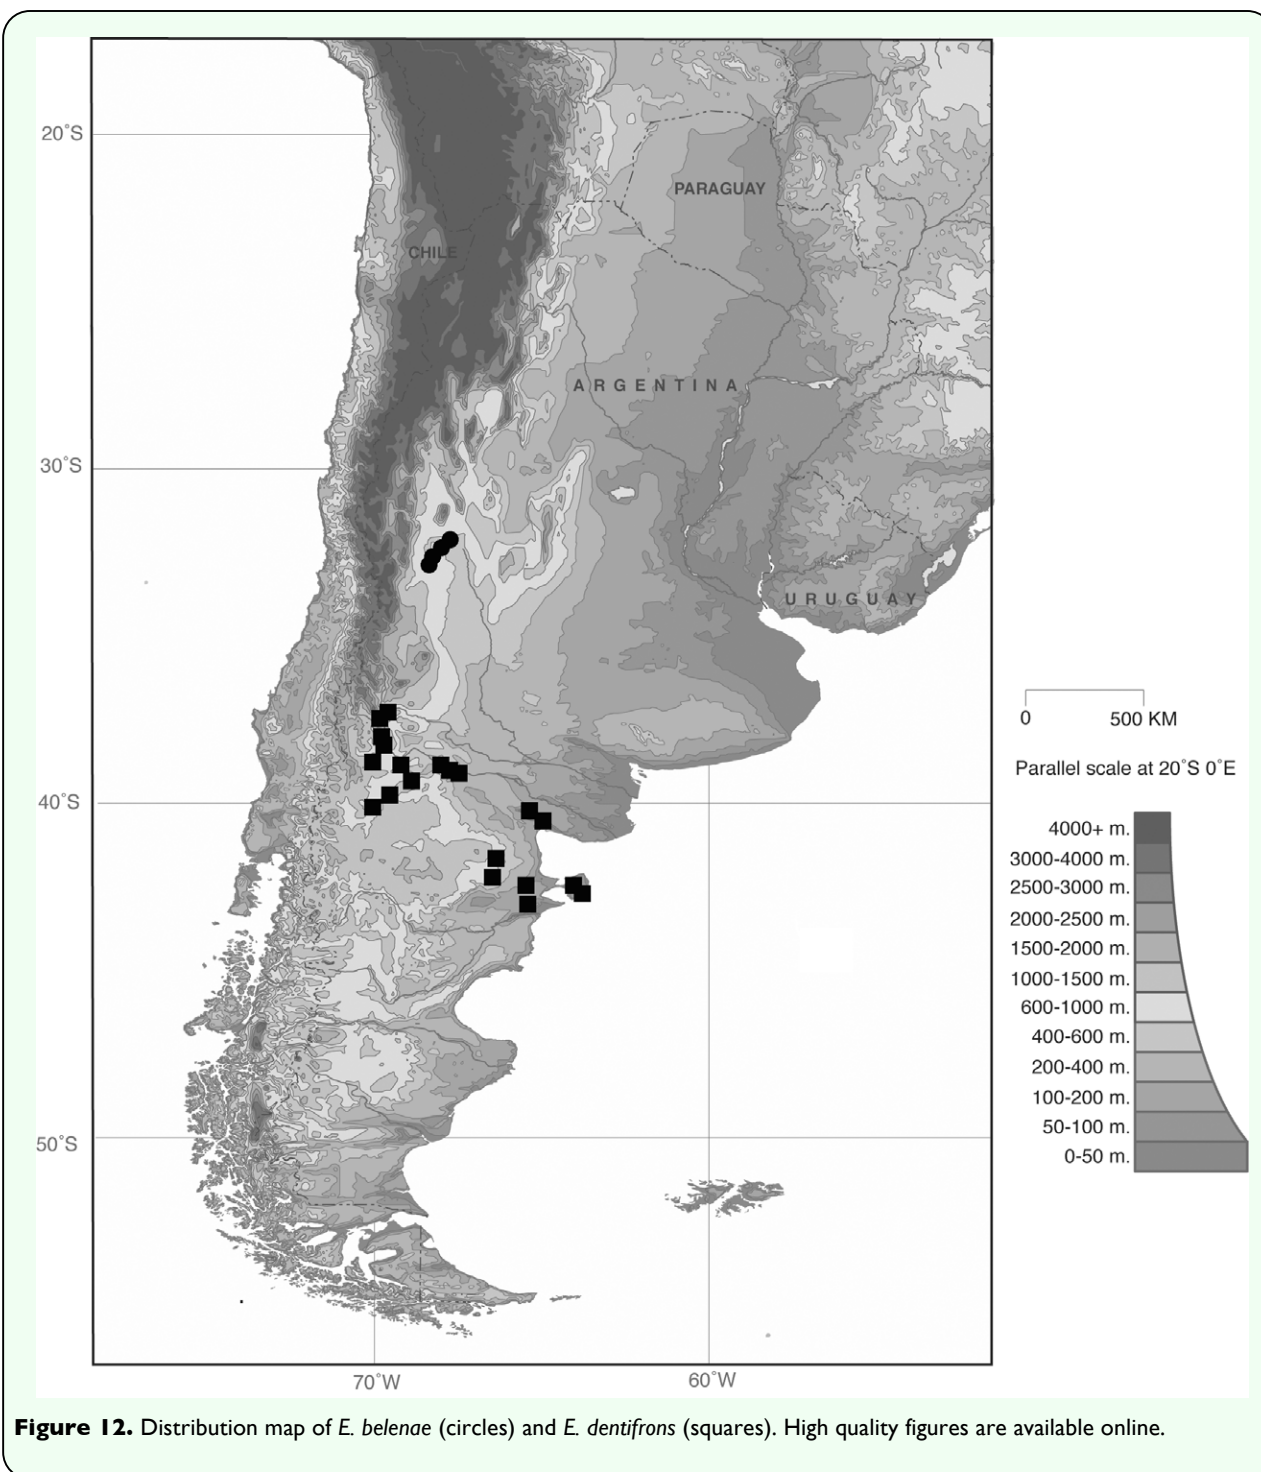 20°S
PARAGUAY
CHILE
ARGENTINA
30°S
URUGUAY
0 500 KM
Parallel scale at 20°S 0°E
40°S
4000+ m.
3000-4000 m.
2500-3000 m.
2000-2500 m.
1500-2000 m.
1000-1500 m.
600-1000 m.
400-600 m.
200-400 m.
100-200 m.
50-100 m.
0-50 m.
50°S
70°W 60°W
Figure 12. Distribution map of E. belenae (circles) and E. dentifrons (squares). High quality figures are available online.